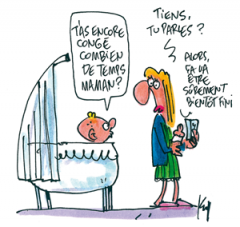 T'AS ENCORE
CONGÉ
COMBIEN
DE TEMPS
MAMAN?
TIENS,
TU PARLES?
ALORS,
ÇA VA
ÊTRE
SÛREMENT
BIENTÔT FINI